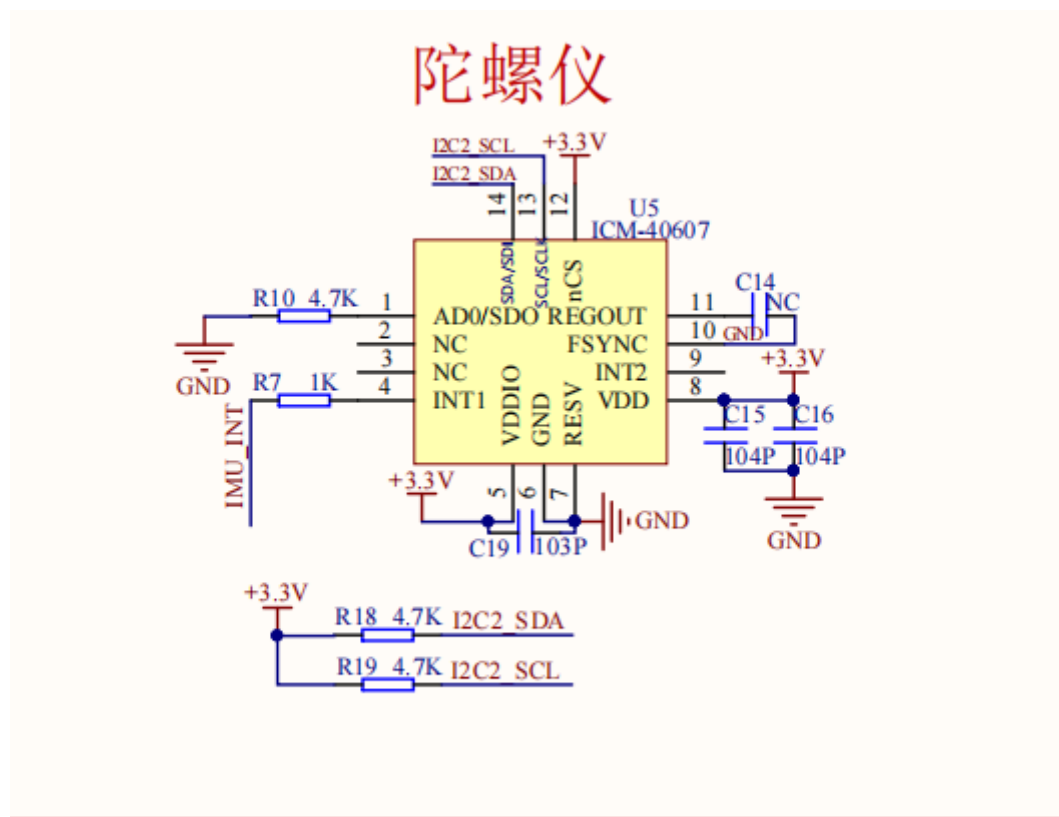 陀螺仪
I2C2_SCL
+3.3V
I2C2_SDA
14
13
12
U5
ICM-40607
SDA/SDI
SCL/SCLK
nCS
R10 4.7K
1
AD0/SDO
REGOUT
11
C14
NC
2
NC
FSYNC
10
GND
3
NC
INT2
9
+3.3V
GND
R7 1K
4
INT1
VDDIO
GND
RESV
VDD
8
C15
C16
104P
104P
IMU_INT
+3.3V
5
6
7
GND
C19
103P
GND
+3.3V
R18 4.7K I2C2_SDA
R19 4.7K I2C2_SCL